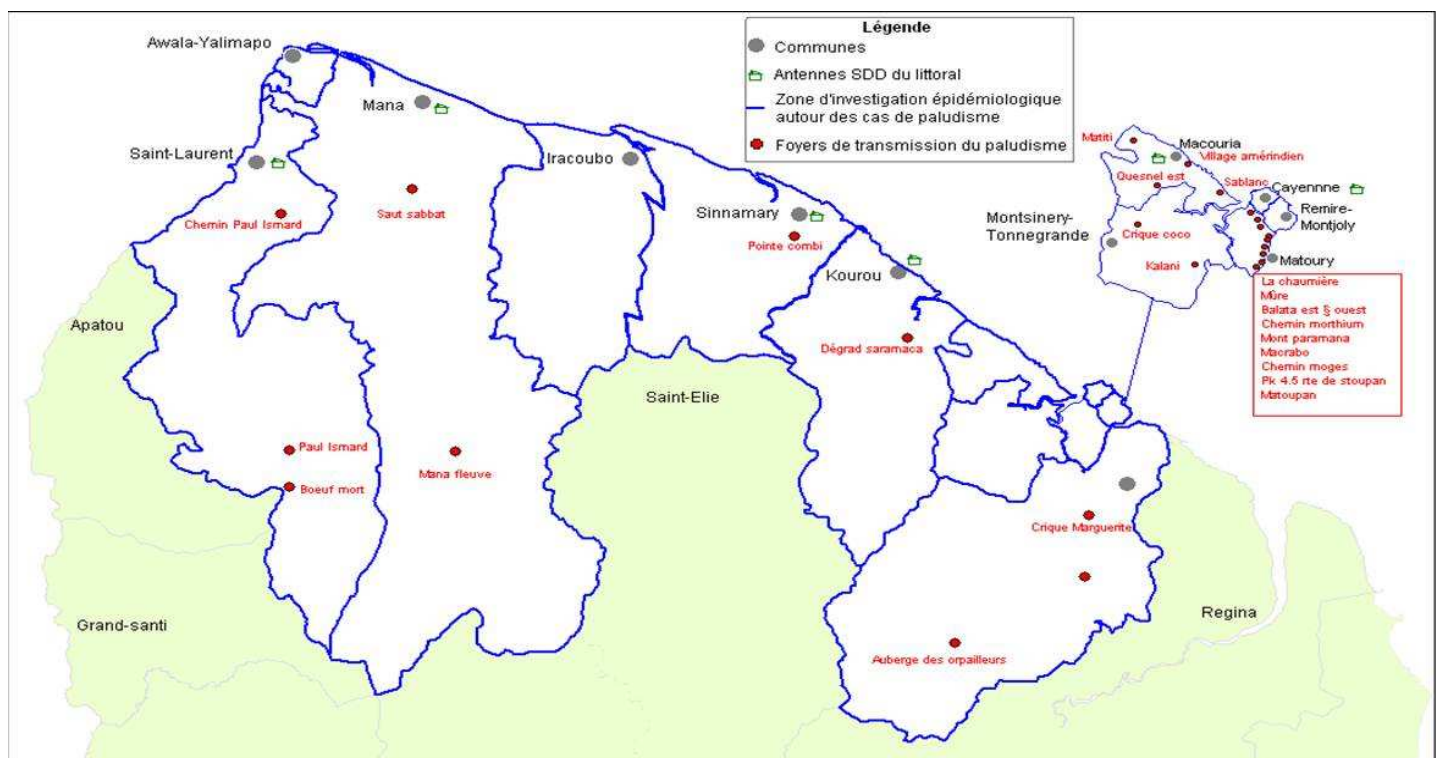 Légende
Communes
Antennes SDD du littoral
Zone d'investigation épidémiologique
autour des cas de paludisme
Foyers de transmission du paludisme
Awala-Yalimapo
Mana
Saint-Laurent
Iracoubo
Saut sabbat
Chemin Paul Ismard
Sinnamary
Pointe combi
Kourou
Dégrad saramaca
Apatou
Saint-Elie
Paul Ismard
Mana fleuve
Boeuf mort
Crique Marguerite
Grand-santi
Regina
Auberge des orpailleurs
Matiti
Macouria
Village amérindien
Quesnel est
Sablanc
Cayennne
Remire-
Montjoly
Montsinery-
Tonnegrande
Crique coco
Kalani
Matoury
La chaumière
Mûre
Balata est § ouest
Chemin morthium
Mont paramana
Macrabo
Chemin moges
Pk 4.5 rte de stoupan
Matoupan